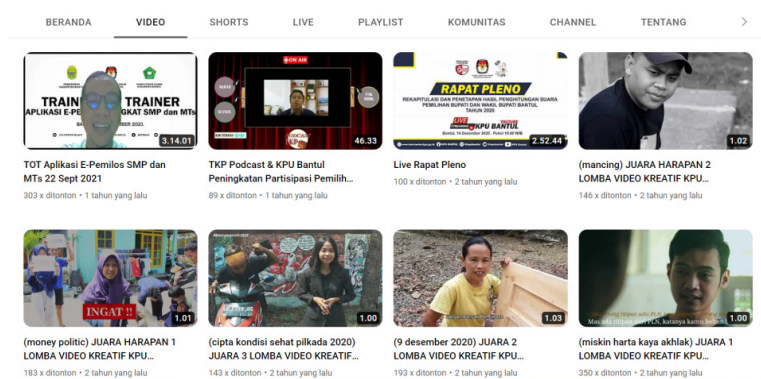 BERANDA VIDEO SHORTS LIVE PLAYLIST KOMUNITAS CHANNEL TENTANG
3.14.01
ON AIR
46.33
RAPAT PLENO
REKAPITULASI DAN PENETAPAN HASIL PENGHITUNGAN SUARA
PEMILIHAN BUPATI DAN WAKIL BUPATI BANTUL
TAHUN 2020
LIVE
KPU BANTUL
2.52.44
1.02
TOT Aplikasi E-Pemilos SMP dan
MTs 22 Sept 2021
303 x ditonton • 1 tahun yang lalu
TKP Podcast & KPU Bantul
Peningkatan Partisipasi Pemilih...
89 x ditonton • 1 tahun yang lalu
Live Rapat Pleno
100 x ditonton • 2 tahun yang lalu
(mancing) JUARA HARAPAN 2
LOMBA VIDEO KREATIF KPU...
146 x ditonton • 2 tahun yang lalu
INGAT !!
1.01
1.00
1.03
1.00
(money politic) JUARA HARAPAN 1
LOMBA VIDEO KREATIF KPU...
183 x ditonton • 2 tahun yang lalu
(cipta kondisi sehat pilkada 2020)
JUARA 3 LOMBA VIDEO KREATIF...
143 x ditonton • 2 tahun yang lalu
(9 desember 2020) JUARA 2
LOMBA VIDEO KREATIF KPU...
193 x ditonton • 2 tahun yang lalu
(miskin harta kaya akhlak) JUARA 1
LOMBA VIDEO KREATIF KPU...
350 x ditonton • 2 tahun yang lalu